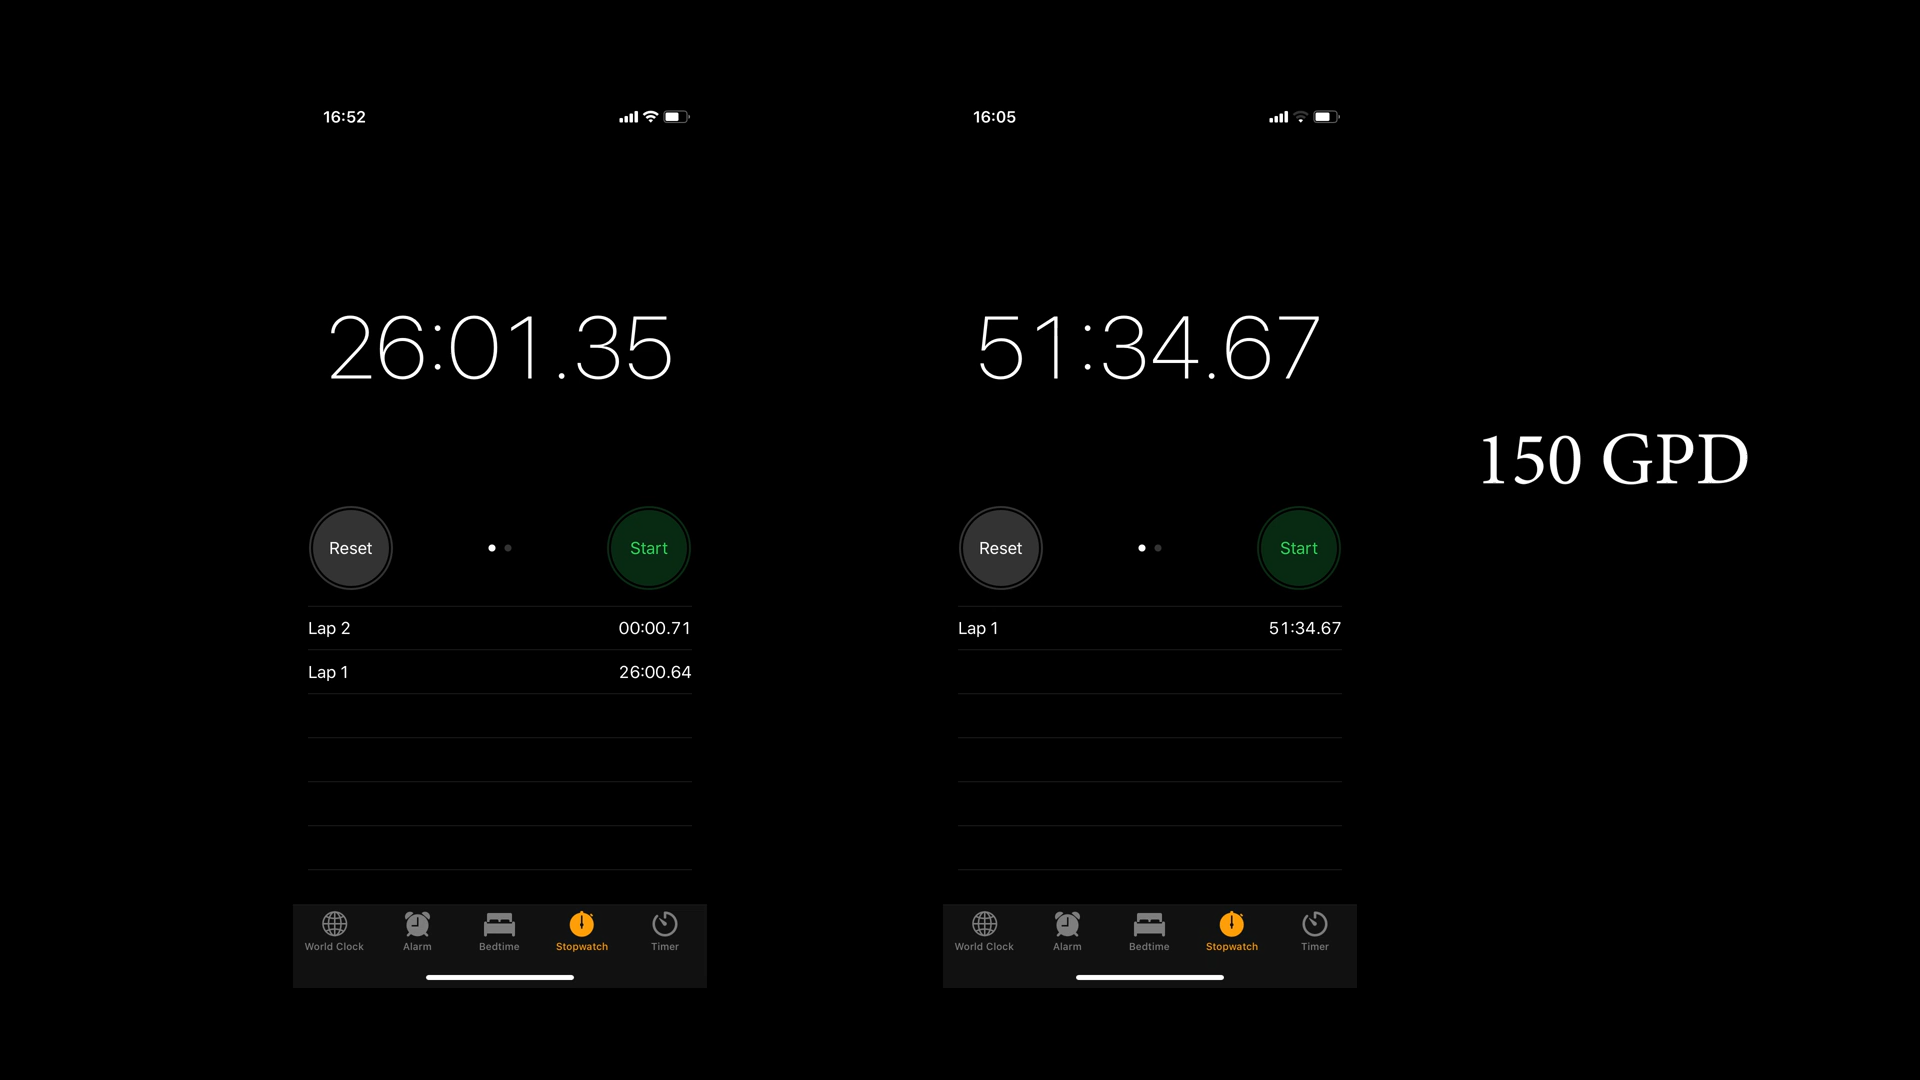 16:52
26:01.35
Reset
Start
Lap 2 00:00.71
Lap 1 26:00.64
World Clock Alarm Bedtime Stopwatch Timer
16:05
51:34.67
Reset
Start
Lap 1 51:34.67
World Clock Alarm Bedtime Stopwatch Timer
150 GPD